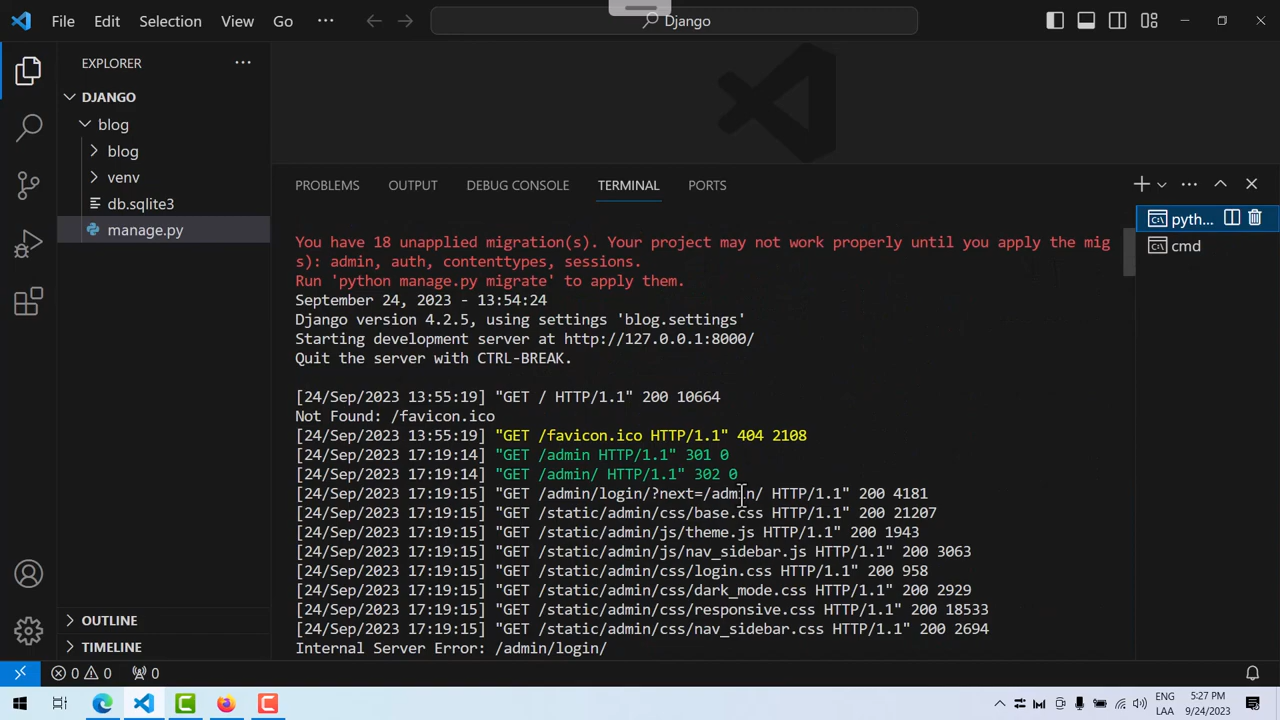 File Edit Selection View Go ··· Django
EXPLORER ···
DJANGO
blog
blog
venv
db.sqlite3
manage.py
OUTLINE
TIMELINE
PROBLEMS OUTPUT DEBUG CONSOLE TERMINAL PORTS
You have 18 unapplied migration(s). Your project may not work properly until you apply the mig
s): admin, auth, contenttypes, sessions.
Run 'python manage.py migrate' to apply them.
September 24, 2023 - 13:54:24
Django version 4.2.5, using settings 'blog.settings'
Starting development server at http://127.0.0.1:8000/
Quit the server with CTRL-BREAK.
[24/Sep/2023 13:55:19] "GET / HTTP/1.1" 200 10664
Not Found: /favicon.ico
[24/Sep/2023 13:55:19] "GET /favicon.ico HTTP/1.1" 404 2108
[24/Sep/2023 17:19:14] "GET /admin HTTP/1.1" 301 0
[24/Sep/2023 17:19:14] "GET /admin/ HTTP/1.1" 302 0
[24/Sep/2023 17:19:15] "GET /admin/login/?next=/admin/ HTTP/1.1" 200 4181
[24/Sep/2023 17:19:15] "GET /static/admin/css/base.css HTTP/1.1" 200 21207
[24/Sep/2023 17:19:15] "GET /static/admin/js/theme.js HTTP/1.1" 200 1943
[24/Sep/2023 17:19:15] "GET /static/admin/js/nav_sidebar.js HTTP/1.1" 200 3063
[24/Sep/2023 17:19:15] "GET /static/admin/css/login.css HTTP/1.1" 200 958
[24/Sep/2023 17:19:15] "GET /static/admin/css/dark_mode.css HTTP/1.1" 200 2929
[24/Sep/2023 17:19:15] "GET /static/admin/css/responsive.css HTTP/1.1" 200 18533
[24/Sep/2023 17:19:15] "GET /static/admin/css/nav_sidebar.css HTTP/1.1" 200 2694
Internal Server Error: /admin/login/
pyth...
cmd
0 0 0
ENG
LAA
5:27 PM
9/24/2023